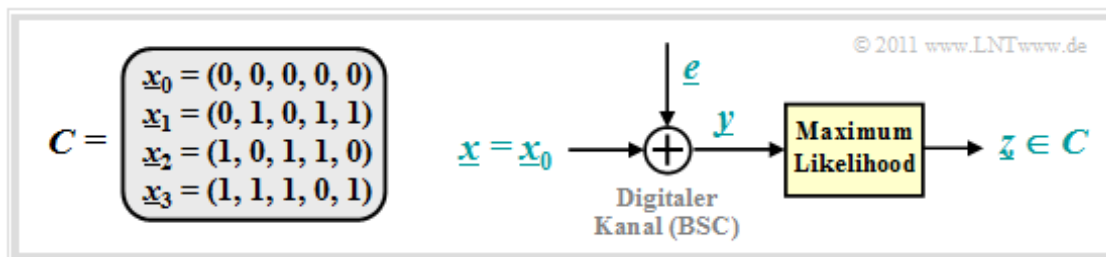 © 2011 www.LNTwww.de
C =
x₀ = (0, 0, 0, 0, 0)
x₁ = (0, 1, 0, 1, 1)
x₂ = (1, 0, 1, 1, 0)
x₃ = (1, 1, 1, 0, 1)
x = x₀
e
y
Digitaler
Kanal (BSC)
Maximum
Likelihood
z ∈ C